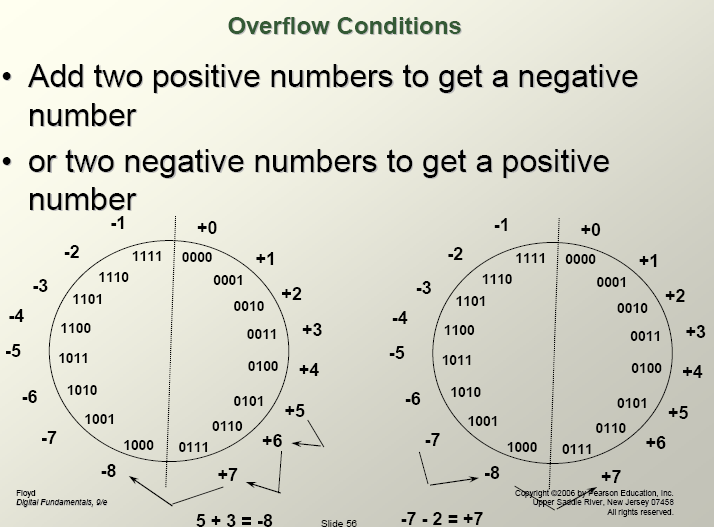 Overflow Conditions
• Add two positive numbers to get a negative
number
• or two negative numbers to get a positive
number
-1 +0
-2 1111 0000 +1
-3 1110 0001 +2
-4 1101 0010 +3
-5 1100 0011 +4
-6 1011 0100 +5
-7 1010 0101 +6
-8 1001 0110 +7
1000 0111
5 + 3 = -8
-1 +0
-2 1111 0000 +1
-3 1110 0001 +2
-4 1101 0010 +3
-5 1100 0011 +4
-6 1011 0100 +5
-7 1010 0101 +6
-8 1001 0110 +7
1000 0111
-7 - 2 = +7
Floyd
Digital Fundamentals, 9/e
Slide 56
Copyright ©2006 by Pearson Education, Inc.
Upper Saddle River, New Jersey 07458
All rights reserved.